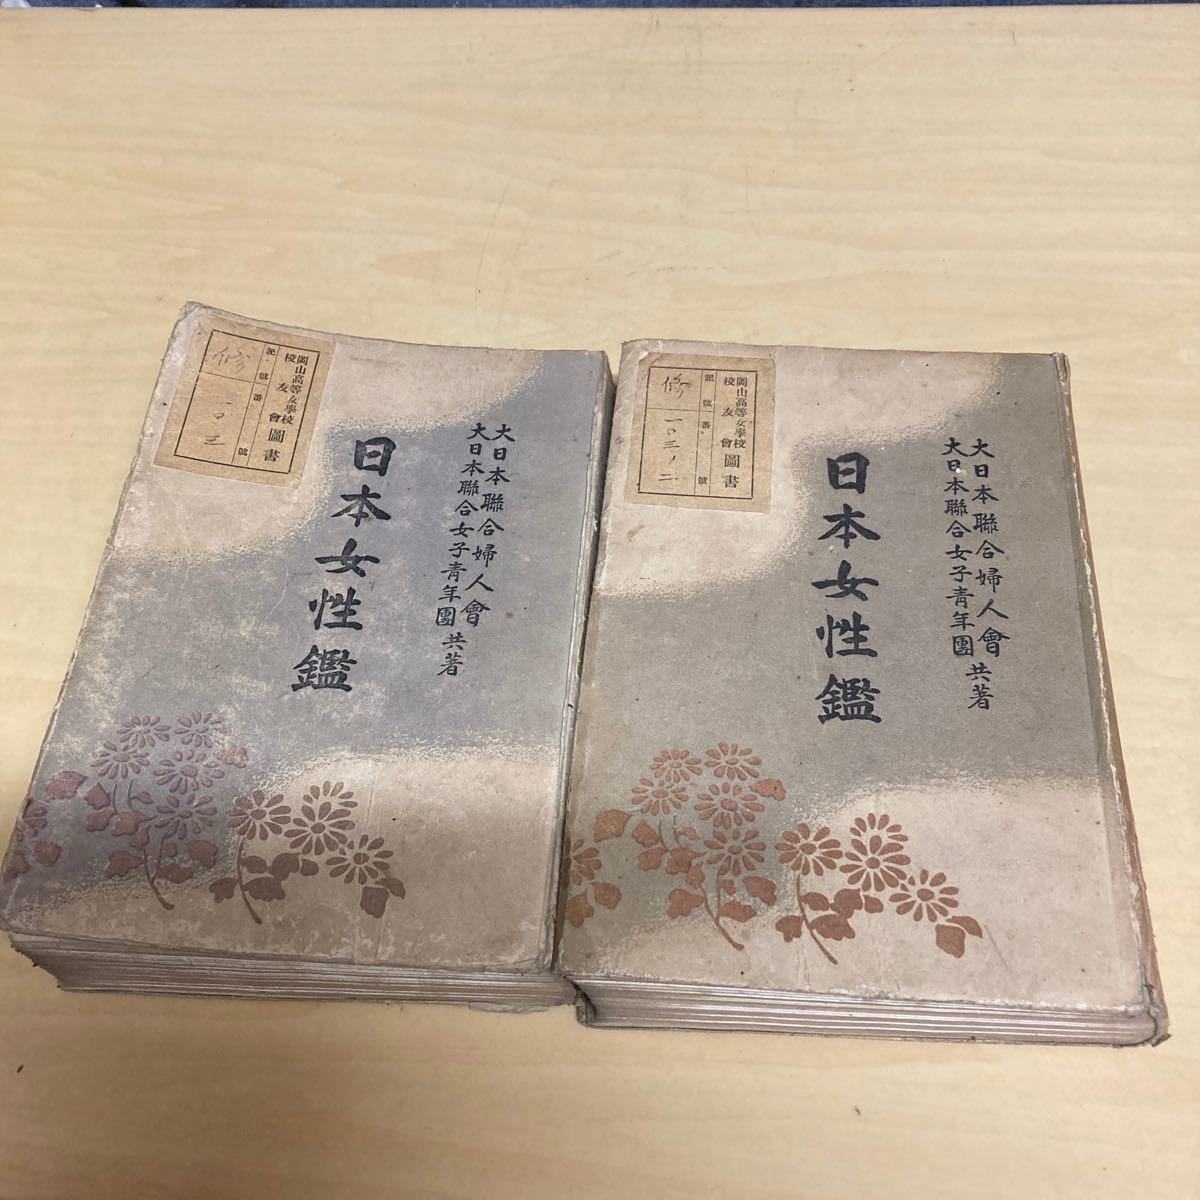 岡山高等女學校
校友會圖書
記號番號
修
一〇三
大日本聯合婦人會
大日本聯合女子青年團
共著
日本女性鑑
岡山高等女學校
校友會圖書
記號番號
修
一〇三ノ二
大日本聯合婦人會
大日本聯合女子青年團
共著
日本女性鑑